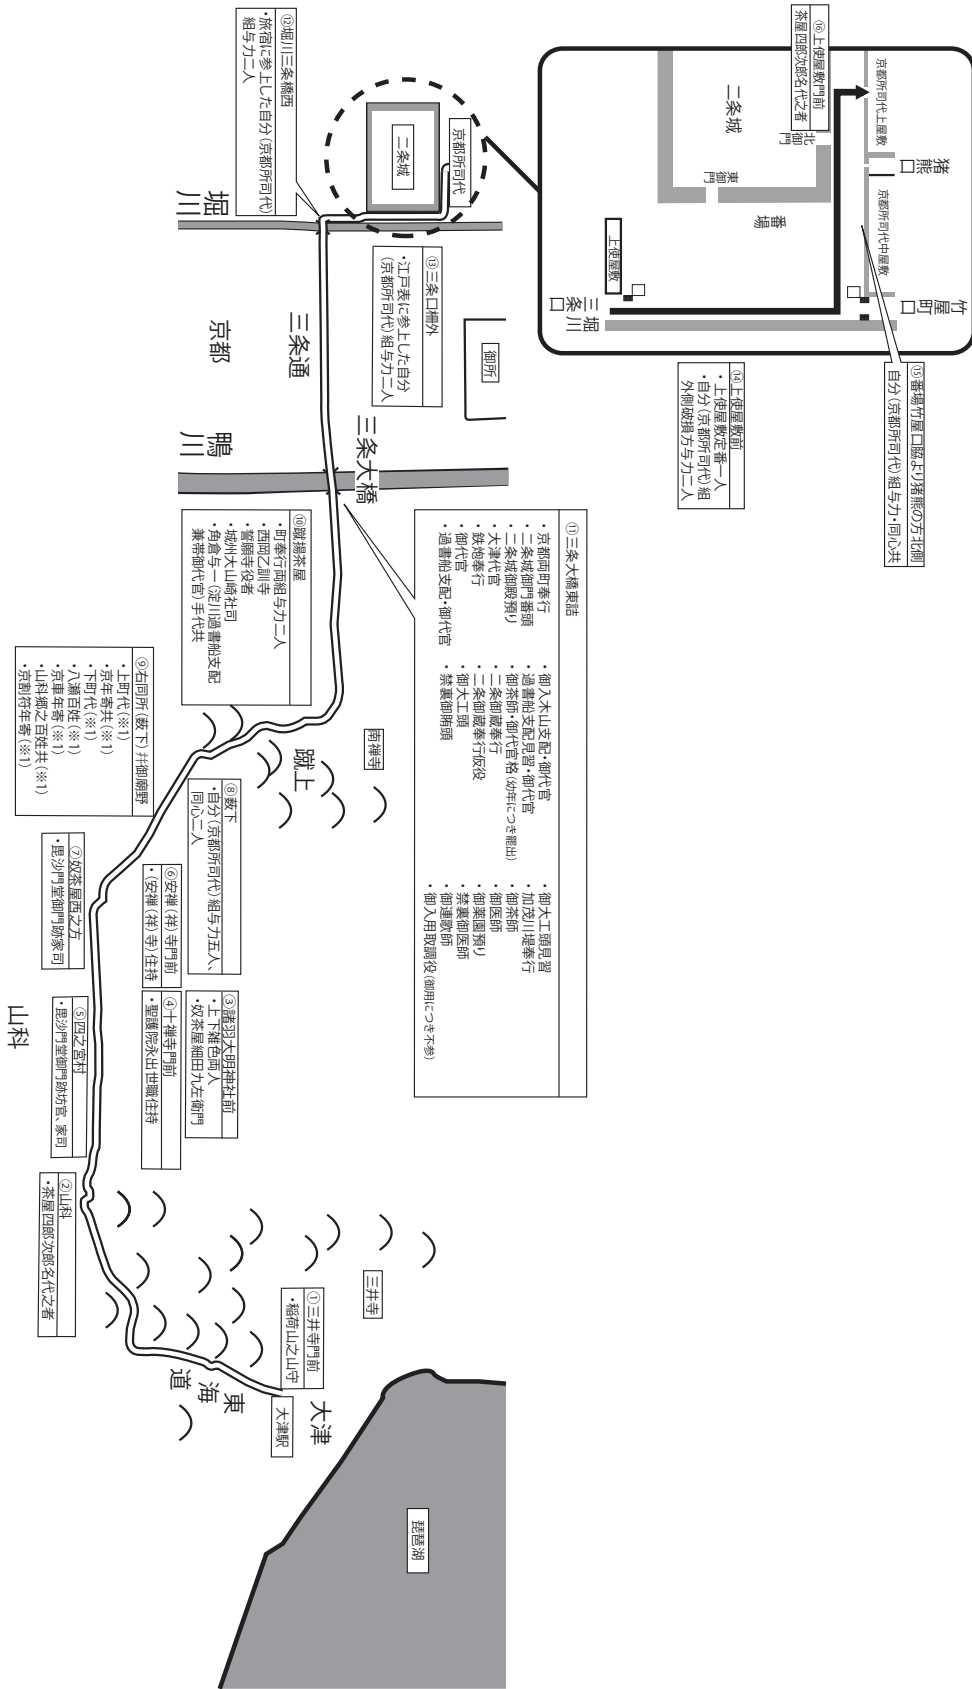 ①三井寺門前
・稲荷山之山守
②山科
・茶屋四郎次郎名代之者
③諸羽大明神社前
・上下雑色両人
・奴茶屋細田九左衛門
④十禅寺門前
・聖護院永出世職住持
⑤四之宮村
・毘沙門堂御門跡坊官、家司
⑥安禅（祥）寺門前
・（安禅（祥）寺）住持
⑦奴茶屋西之方
・毘沙門堂御門跡家司
⑧藪下
・自分（京都所司代）組与力五人、
同心二人
⑨右同所（藪下）幷御廟野
・上町代（※1）
・京年寄共（※1）
・下町代（※1）
・八瀬百姓（※1）
・京車年寄（※1）
・山科郷之百姓共（※1）
・京割符年寄（※1）
⑩蹴揚茶屋
・町奉行両組与力二人
・西岡乙訓寺
・誓願寺役者
・城州大山崎社司
・角倉与一（淀川過書船支配
兼帯御代官）手代共
⑪三条大橋東詰
・京都両町奉行
・二条城御門番頭
・二条城御殿預り
・大津代官
・鉄炮奉行
・御代官
・過書船支配・御代官
・御入木山支配・御代官
・過書船支配見習・御代官
・御茶師・御代官格（幼年につき罷出）
・二条御蔵奉行
・二条御蔵奉行仮役
・御大工頭
・禁裏御賄頭
・御大工頭見習
・加茂川堤奉行
・御茶師
・御医師
・御薬園預り
・禁裏御医師
・御連歌師
・御入用取調役（御用につき不参）
⑫堀川三条橋西
・旅宿に参上した自分（京都所司代）
組与力二人
⑬三条口柵外
・江戸表に参上した自分
（京都所司代）組与力二人
⑭上使屋敷前
・上使屋敷定番一人
・自分（京都所司代）組
外側破損方与力二人
⑮番場竹屋口脇より猪熊の方北側
自分（京都所司代）組与力・同心共
⑯上使屋敷門前
茶屋四郎次郎名代之者
京都所司代上屋敷
猪熊口
京都所司代中屋敷
竹屋町口
二条城
北御門
東御門
番場
上使屋敷
三条口
堀川
京都所司代
二条城
堀川
御所
三条通
京都
三条大橋
鴨川
南禅寺
蹴上
山科
三井寺
東海道
大津
大津駅
琵琶湖